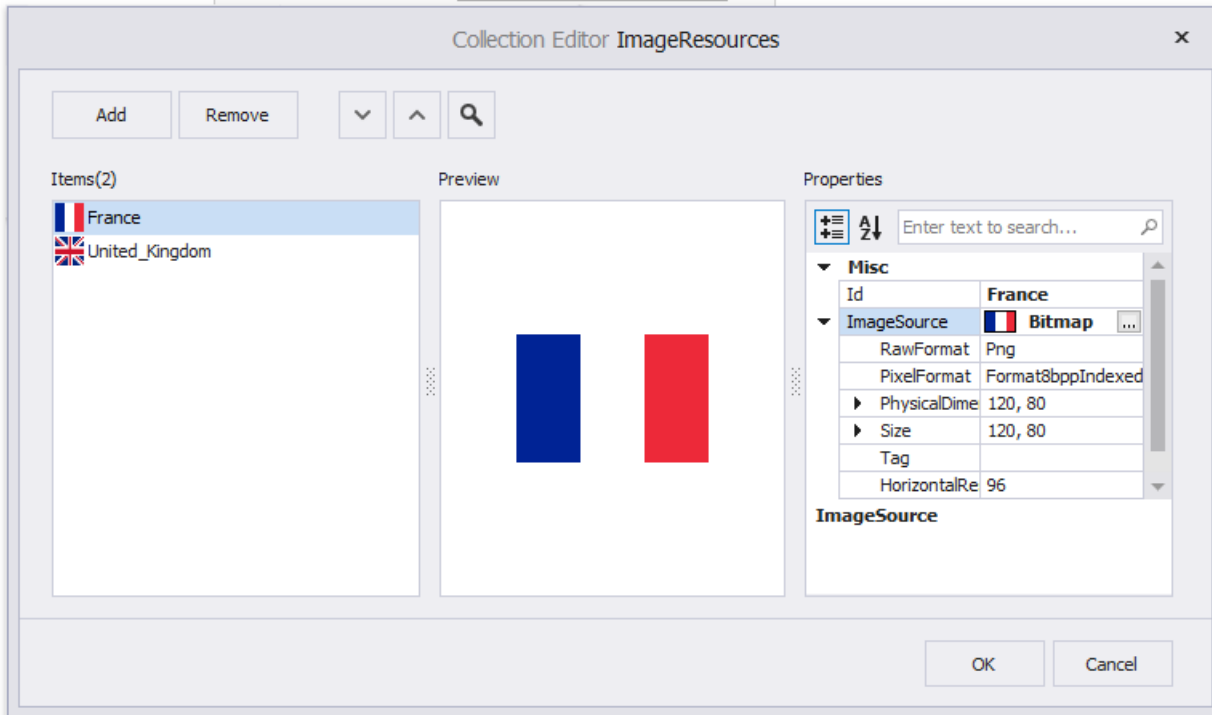 Collection Editor ImageResources
Add Remove
Items(2) Preview Properties
France
United_Kingdom
Enter text to search...
Misc
Id France
ImageSource Bitmap ...
RawFormat Png
PixelFormat Format8bppIndexed
PhysicalDime 120, 80
Size 120, 80
Tag
HorizontalRe 96
ImageSource
OK Cancel